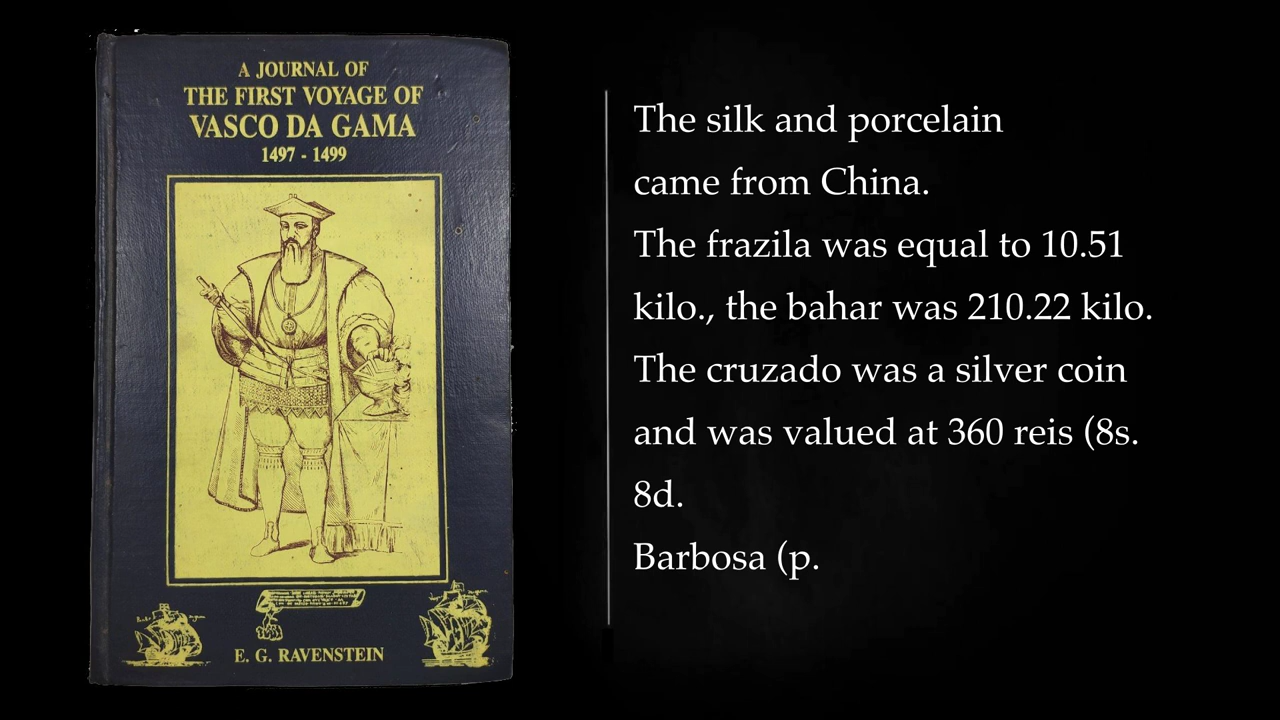 A JOURNAL OF
THE FIRST VOYAGE OF
VASCO DA GAMA
1497 - 1499
E. G. RAVENSTEIN
The silk and porcelain
came from China.
The frazila was equal to 10.51
kilo., the bahar was 210.22 kilo.
The cruzado was a silver coin
and was valued at 360 reis (8s.
8d.
Barbosa (p.